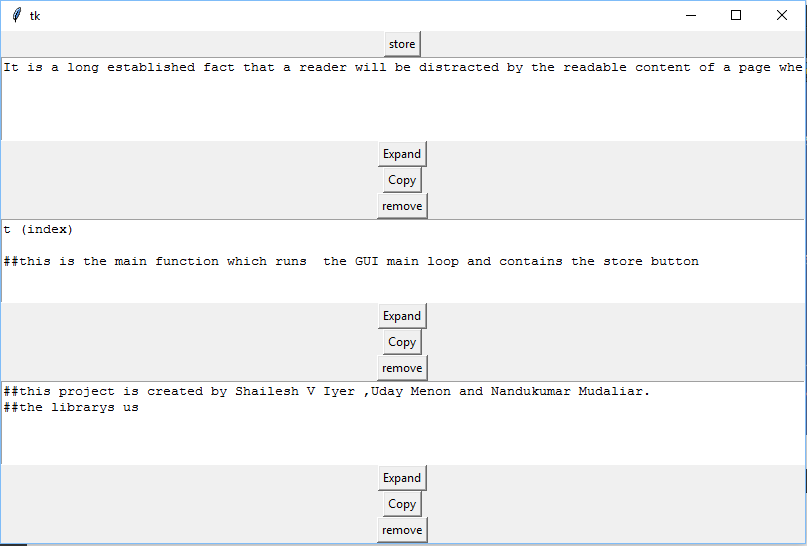 tk
store
It is a long established fact that a reader will be distracted by the readable content of a page whe
Expand
Copy
remove
t (index)
##this is the main function which runs  the GUI main loop and contains the store button
Expand
Copy
remove
##this project is created by Shailesh V Iyer ,Uday Menon and Nandukumar Mudaliar.
##the librarys us
Expand
Copy
remove